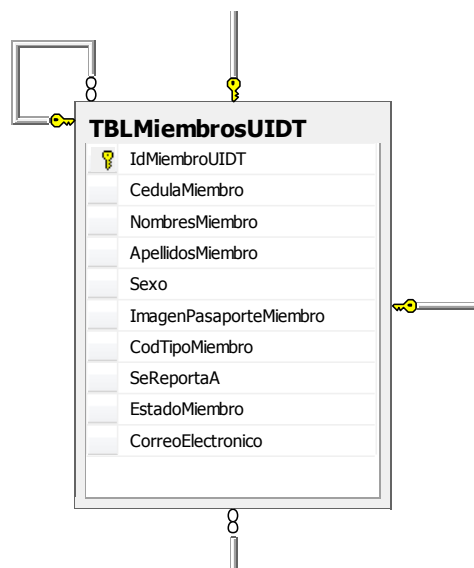 TBLMiembrosUIDT
IdMiembroUIDT
CedulaMiembro
NombresMiembro
ApellidosMiembro
Sexo
ImagenPasaporteMiembro
CodTipoMiembro
SeReportaA
EstadoMiembro
CorreoElectronico